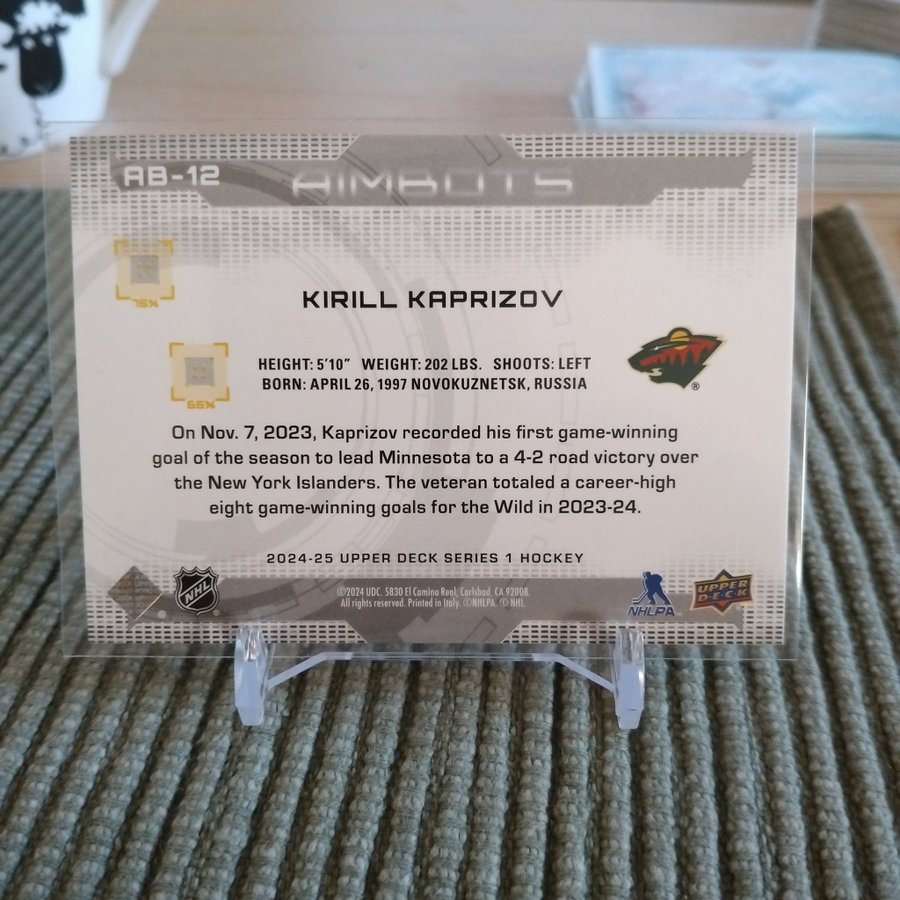 AB-12
AIMBOTS
75%
KIRILL KAPRIZOV
65%
HEIGHT: 5'10" WEIGHT: 202 LBS. SHOOTS: LEFT
BORN: APRIL 26, 1997 NOVOKUZNETSK, RUSSIA
®
On Nov. 7, 2023, Kaprizov recorded his first game-winning
goal of the season to lead Minnesota to a 4-2 road victory over
the New York Islanders. The veteran totaled a career-high
eight game-winning goals for the Wild in 2023-24.
2024-25 UPPER DECK SERIES 1 HOCKEY
NHL
©2024 UDC. 5830 El Camino Real, Carlsbad, CA 92008.
All rights reserved. Printed in Italy. ©NHLPA. © NHL.
NHLPA
UPPER
DECK